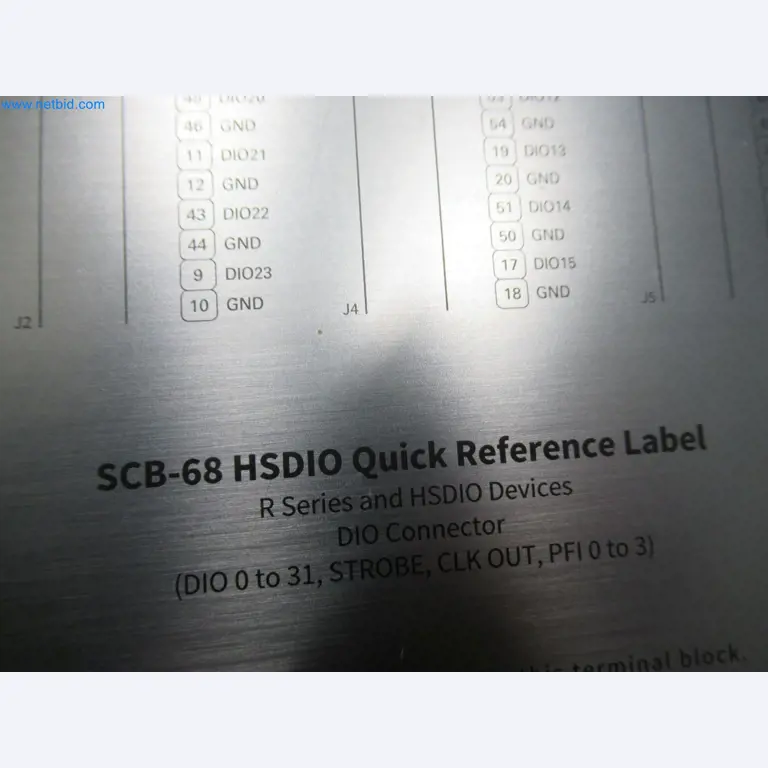 www.netbid.com
DIO20
46 GND
11 DIO21
12 GND
43 DIO22
44 GND
9 DIO23
10 GND
J2
J4
DIO12
54 GND
19 DIO13
20 GND
51 DIO14
50 GND
17 DIO15
18 GND
J5
SCB-68 HSDIO Quick Reference Label
R Series and HSDIO Devices
DIO Connector
(DIO 0 to 31, STROBE, CLK OUT, PFI 0 to 3)
this terminal block.